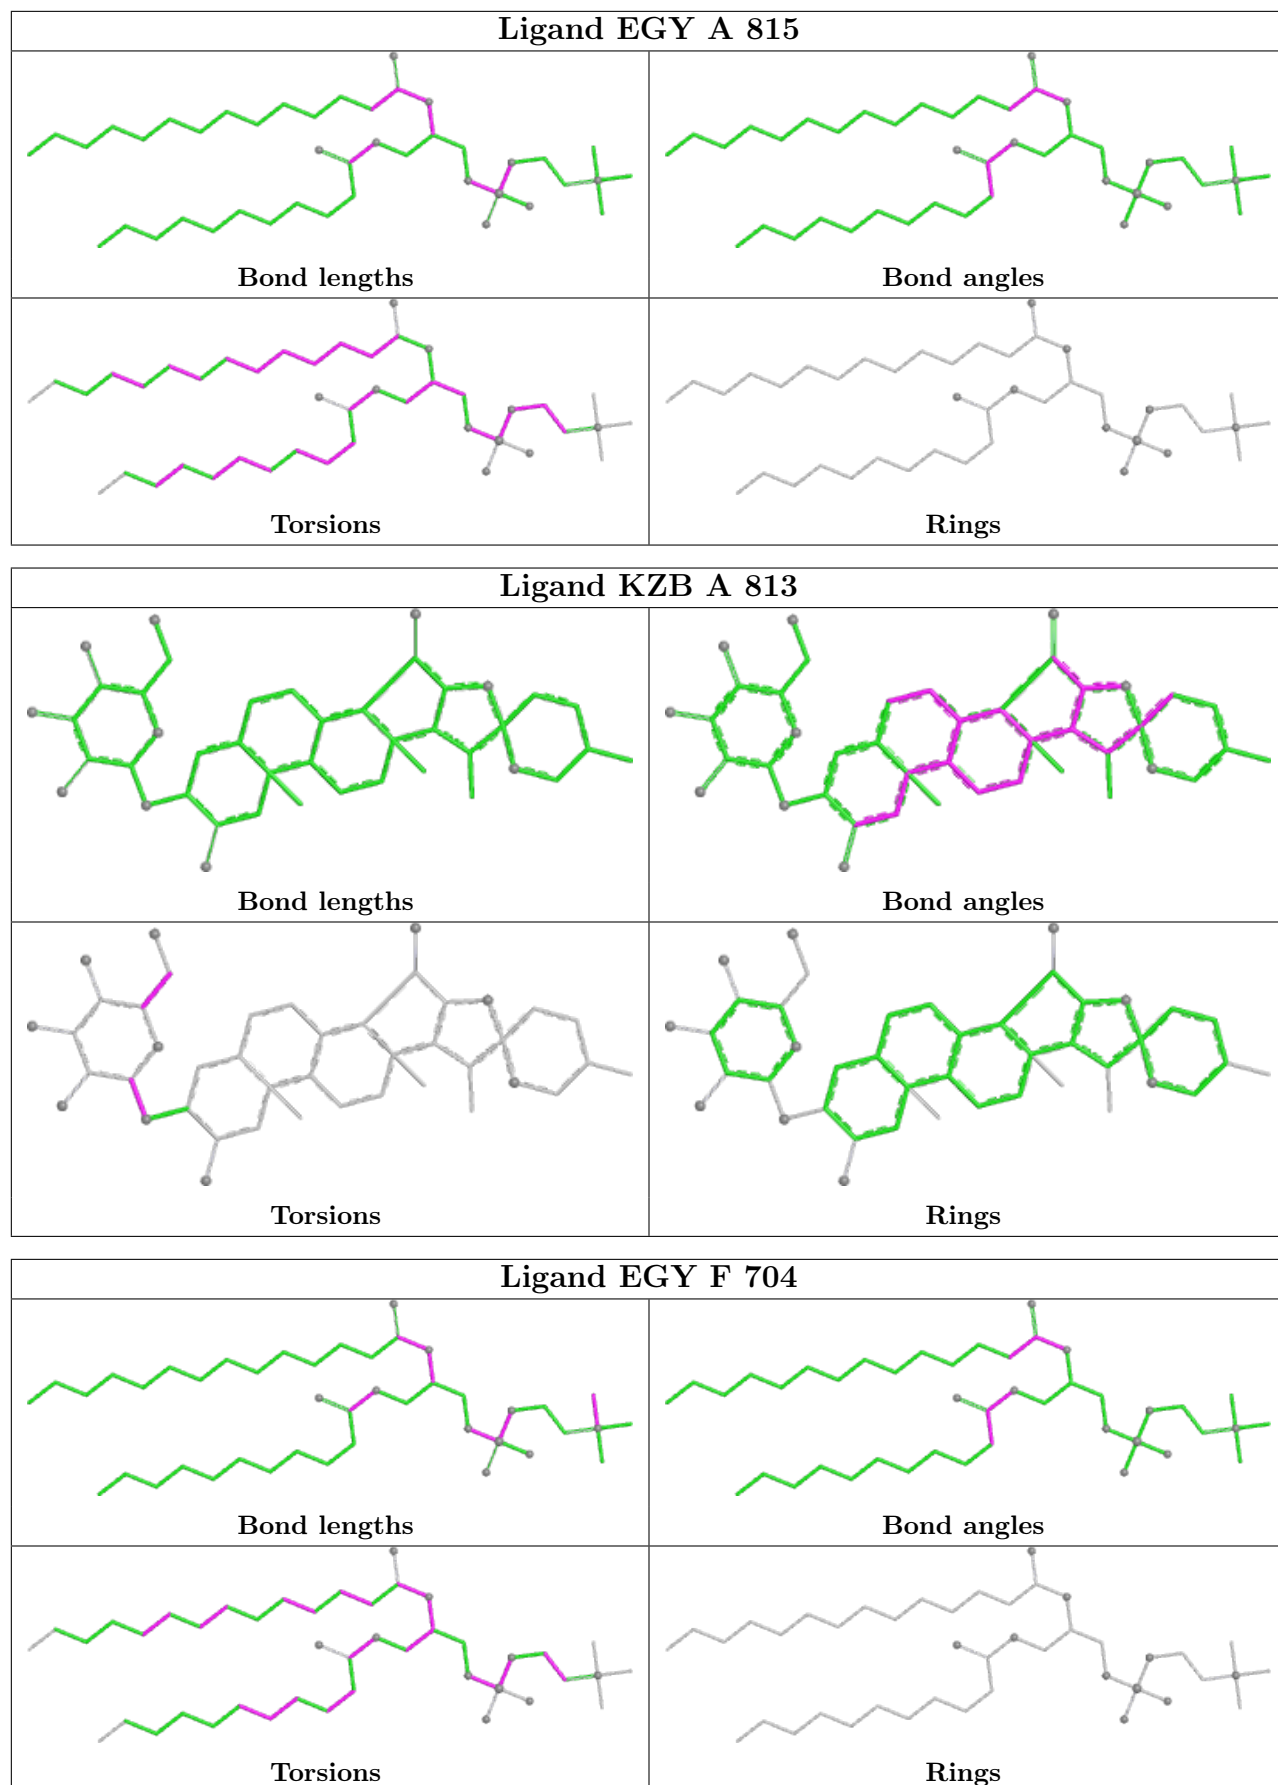 Ligand EGY A 815
Bond lengths
Bond angles
Torsions
Rings
Ligand KZB A 813
Bond lengths
Bond angles
Torsions
Rings
Ligand EGY F 704
Bond lengths
Bond angles
Torsions
Rings